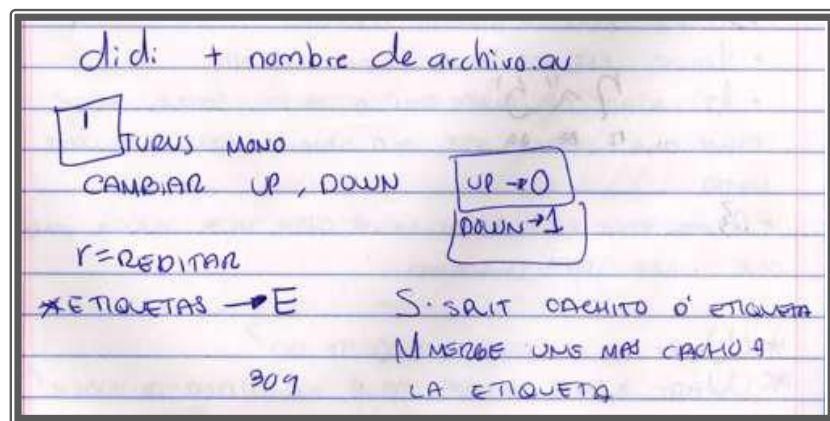 didi + nombre de archivo.au
1
TURNS MONO
CAMBIAR UP, DOWN
UP → 0
DOWN → 1
r = REDITAR
* ETIQUETAS → E
S. SPLIT CACHITO O' ETIQUETA
M MERGE UNE MAS CACHO A
LA ETIQUETA
309